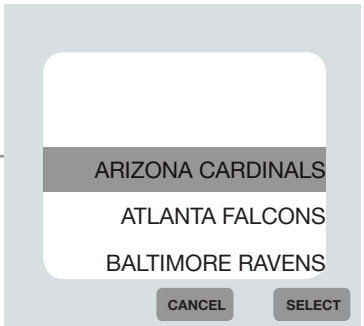 ARIZONA CARDINALS
ATLANTA FALCONS
BALTIMORE RAVENS
CANCEL SELECT